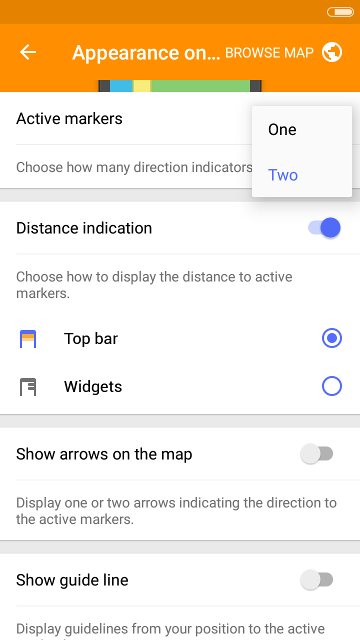 Appearance on... BROWSE MAP
Active markers
One
Choose how many direction indicators
Two
Distance indication
Choose how to display the distance to active
markers.
Top bar
Widgets
Show arrows on the map
Display one or two arrows indicating the direction to
the active markers.
Show guide line
Display guidelines from your position to the active